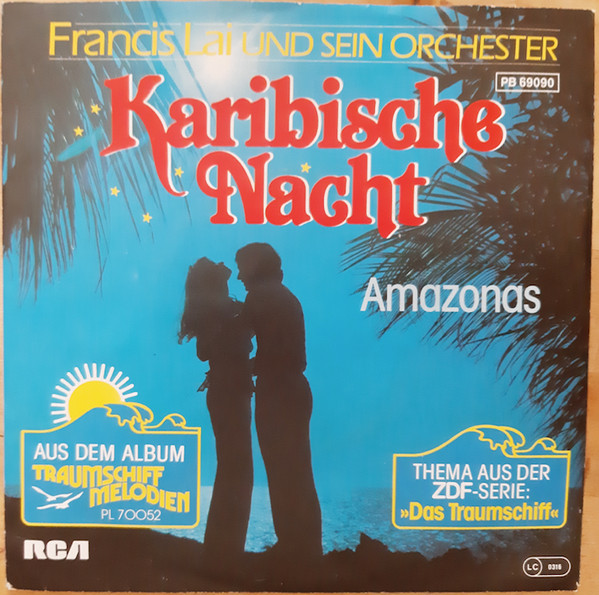 Francis Lai UND SEIN ORCHESTER
PB 69090
Karibische
Nacht
Amazonas
AUS DEM ALBUM
TRAUMSCHIFF
MELODIEN
PL 70052
THEMA AUS DER
ZDF-SERIE:
»Das Traumschiff«
RCA
LC 0316